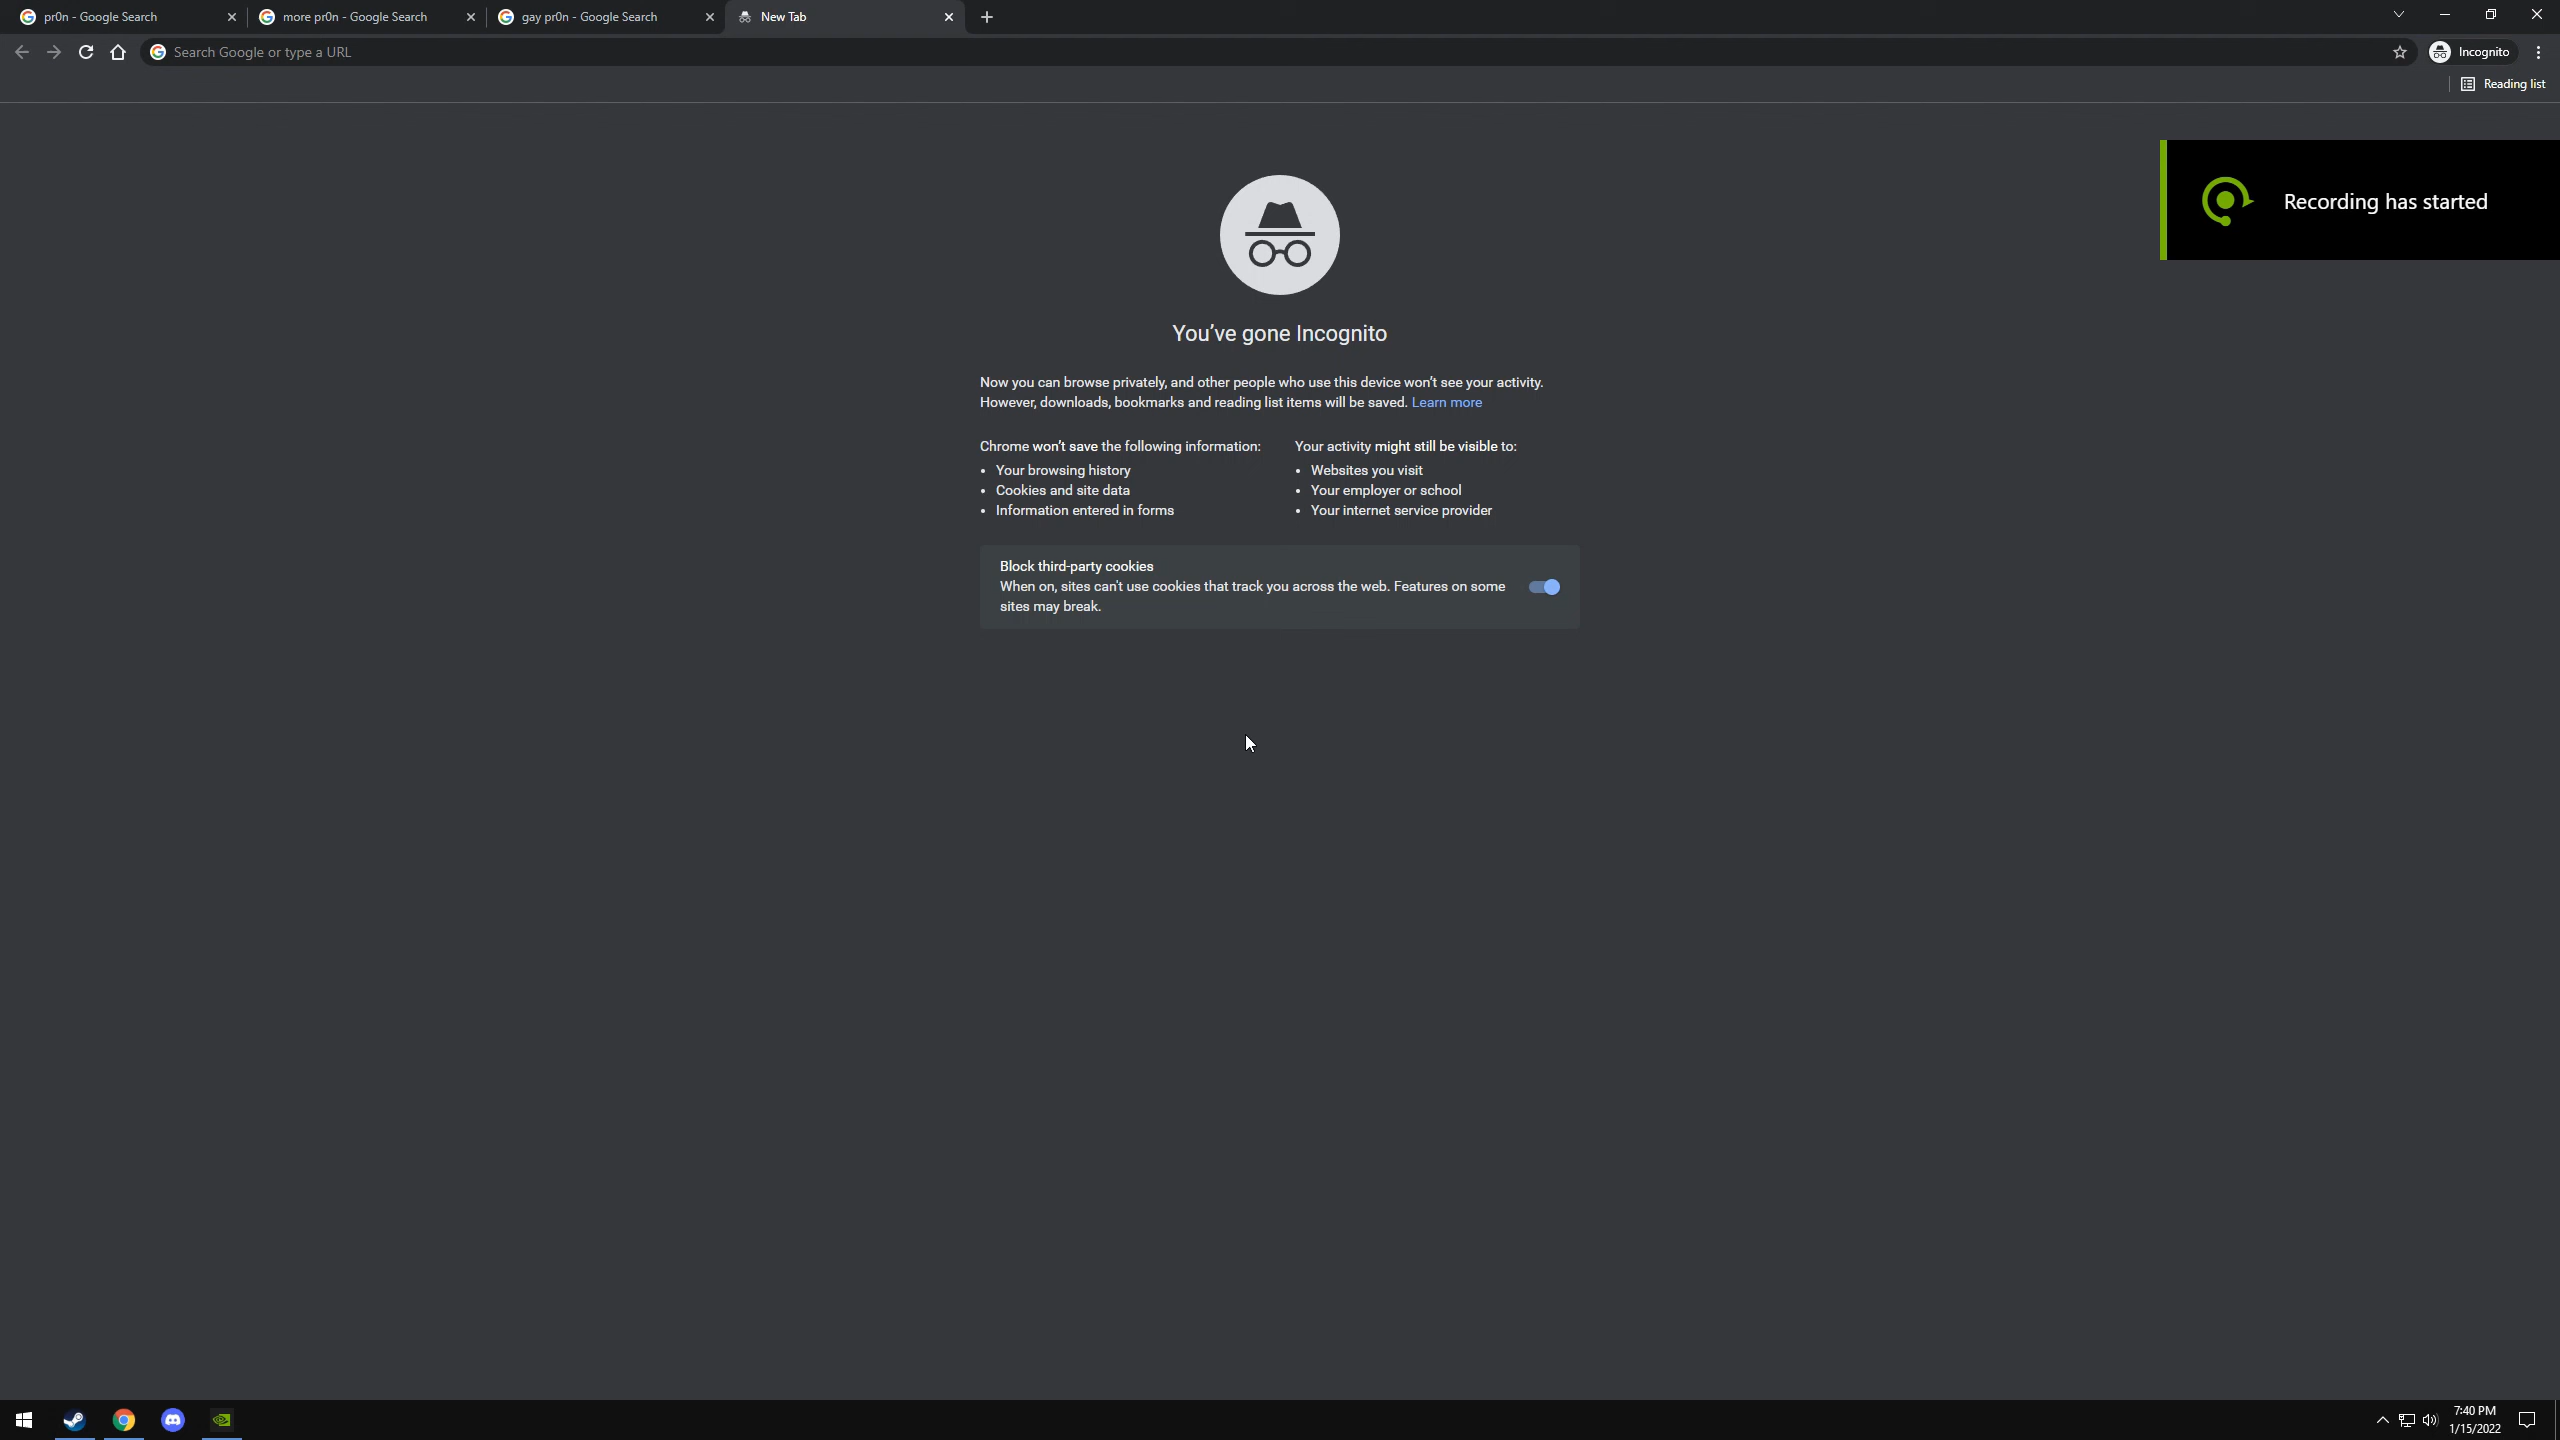 pr0n - Google Search
more pr0n - Google Search
gay pr0n - Google Search
New Tab
Search Google or type a URL
Incognito
Reading list
Recording has started
You've gone Incognito
Now you can browse privately, and other people who use this device won't see your activity.
However, downloads, bookmarks and reading list items will be saved. Learn more
Chrome won't save the following information:
• Your browsing history
• Cookies and site data
• Information entered in forms
Your activity might still be visible to:
• Websites you visit
• Your employer or school
• Your internet service provider
Block third-party cookies
When on, sites can't use cookies that track you across the web. Features on some
sites may break.
7:40 PM
1/15/2022